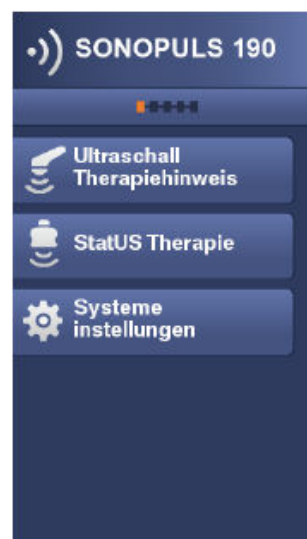 SONOPULS 190
Ultraschall
Therapiehinweis
StatUS Therapie
Systeme
instellungen